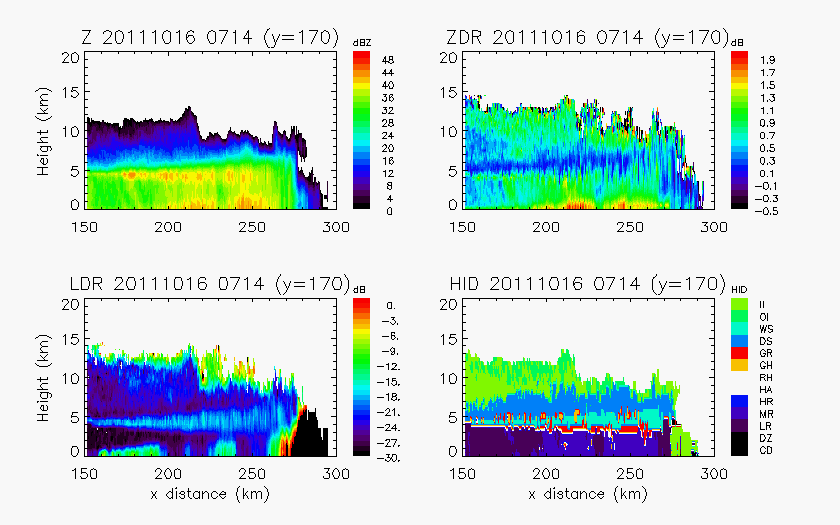 Z 20111016 0714 (y=170)
dBZ
Height (km)
20
15
10
5
0
150
200
250
300
48
44
40
36
32
28
24
20
16
12
8
4
0
ZDR 20111016 0714 (y=170)
dB
20
15
10
5
0
150
200
250
300
1.9
1.7
1.5
1.3
1.1
0.9
0.7
0.5
0.3
0.1
-0.1
-0.3
-0.5
LDR 20111016 0714 (y=170)
dB
Height (km)
20
15
10
5
0
150
200
250
300
x distance (km)
0.
-3.
-6.
-9.
-12.
-15.
-18.
-21.
-24.
-27.
-30.
HID 20111016 0714 (y=170)
HID
20
15
10
5
0
150
200
250
300
x distance (km)
II
OI
WS
DS
GR
GH
RH
HA
HR
MR
LR
DZ
CD